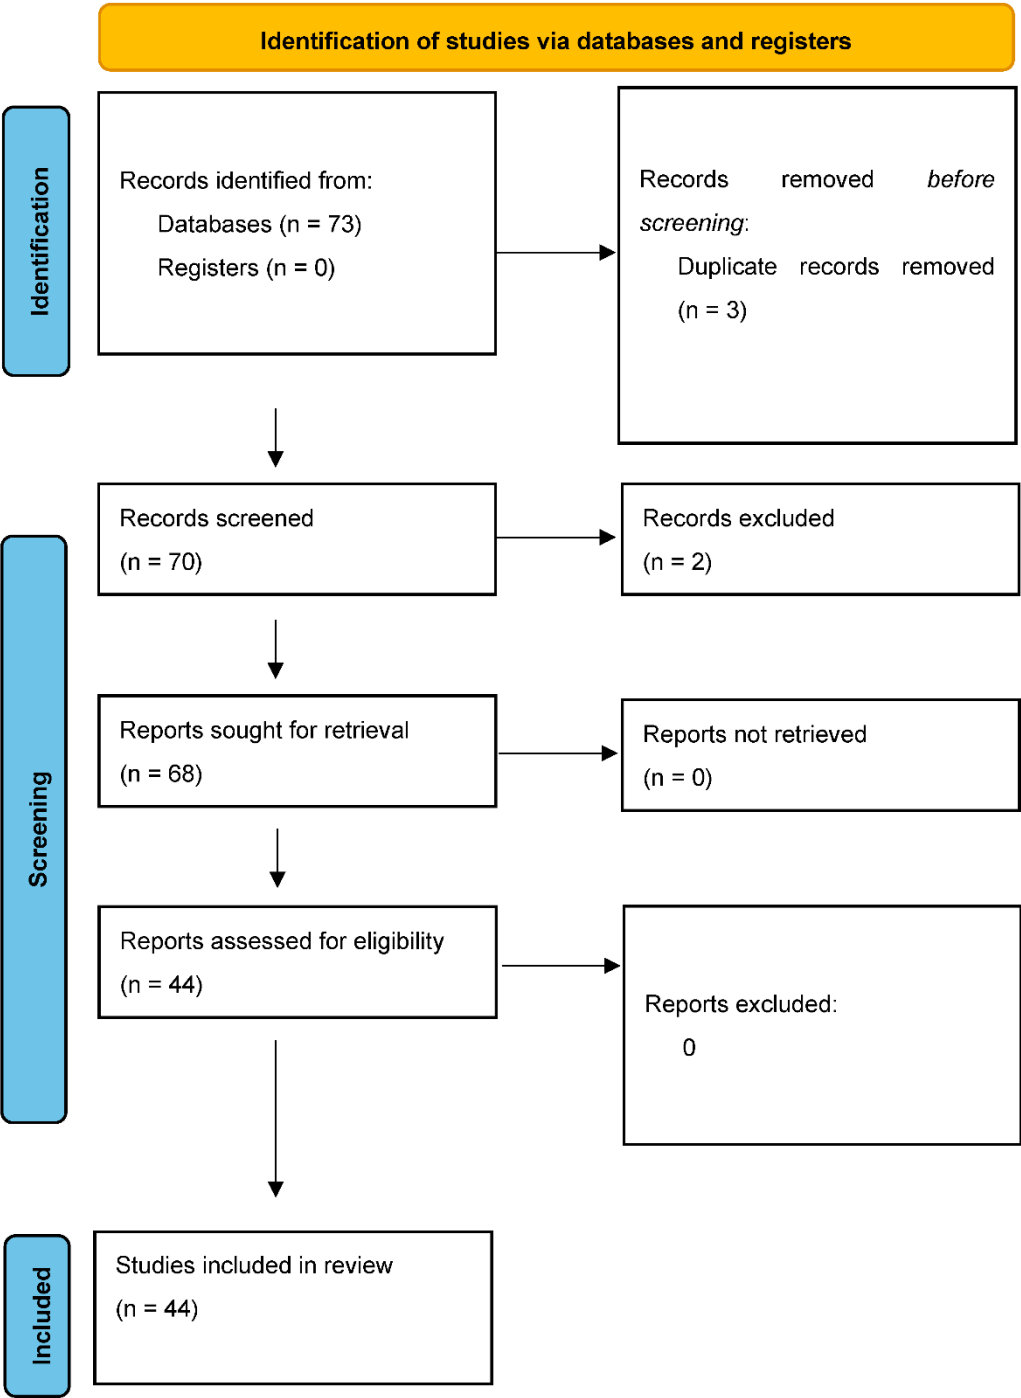 Identification of studies via databases and registers
Identification
Records identified from:
Databases (n = 73)
Registers (n = 0)
Records removed before
screening:
Duplicate records removed
(n = 3)
Screening
Records screened
(n = 70)
Records excluded
(n = 2)
Reports sought for retrieval
(n = 68)
Reports not retrieved
(n = 0)
Reports assessed for eligibility
(n = 44)
Reports excluded:
0
Included
Studies included in review
(n = 44)